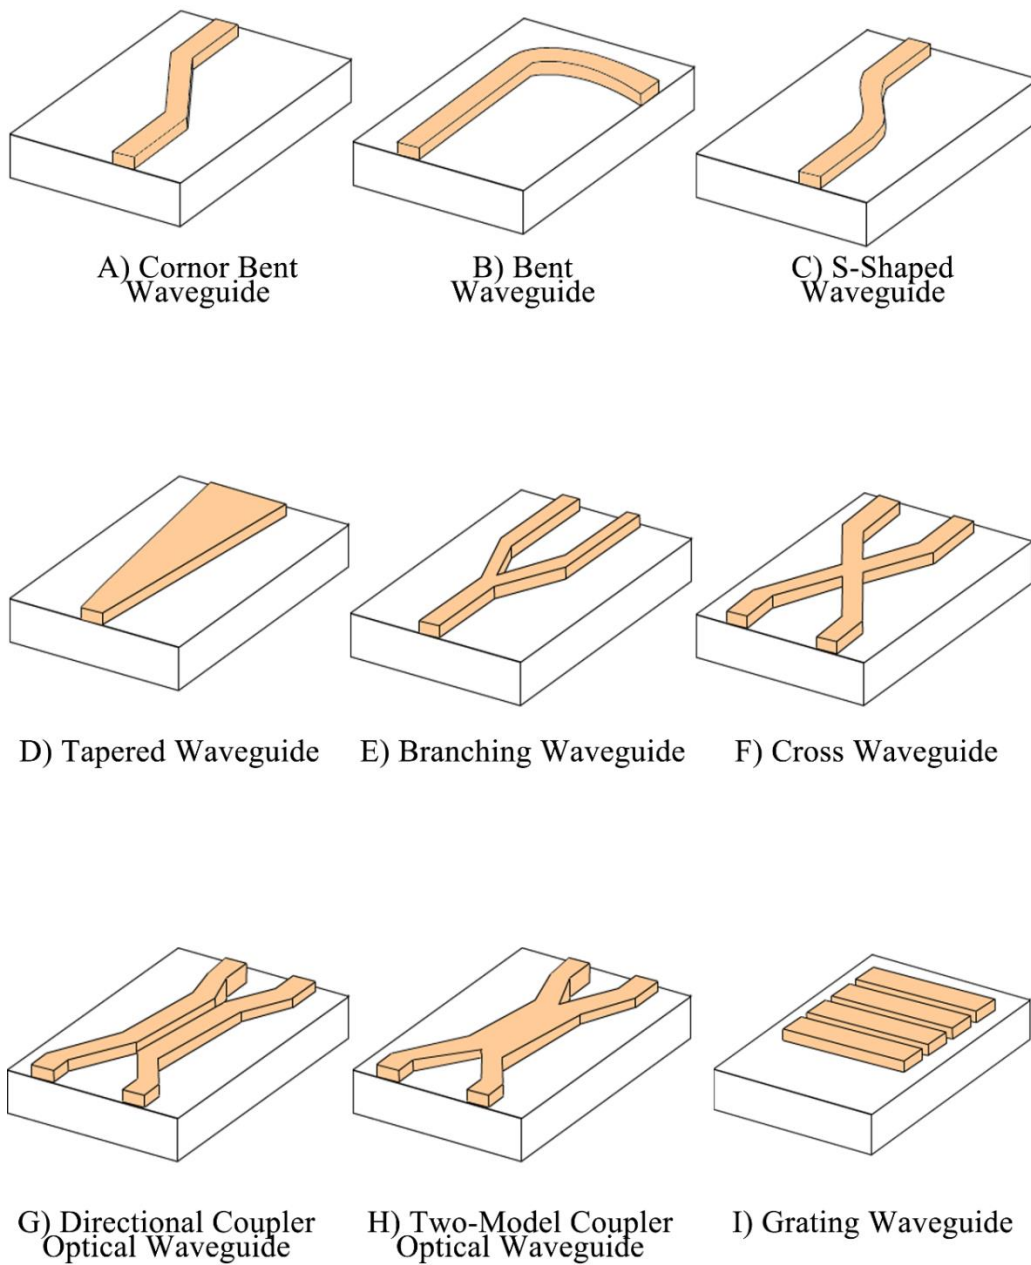 A) Cornor Bent
Waveguide
B) Bent
Waveguide
C) S-Shaped
Waveguide
D) Tapered Waveguide
E) Branching Waveguide
F) Cross Waveguide
G) Directional Coupler
Optical Waveguide
H) Two-Model Coupler
Optical Waveguide
I) Grating Waveguide